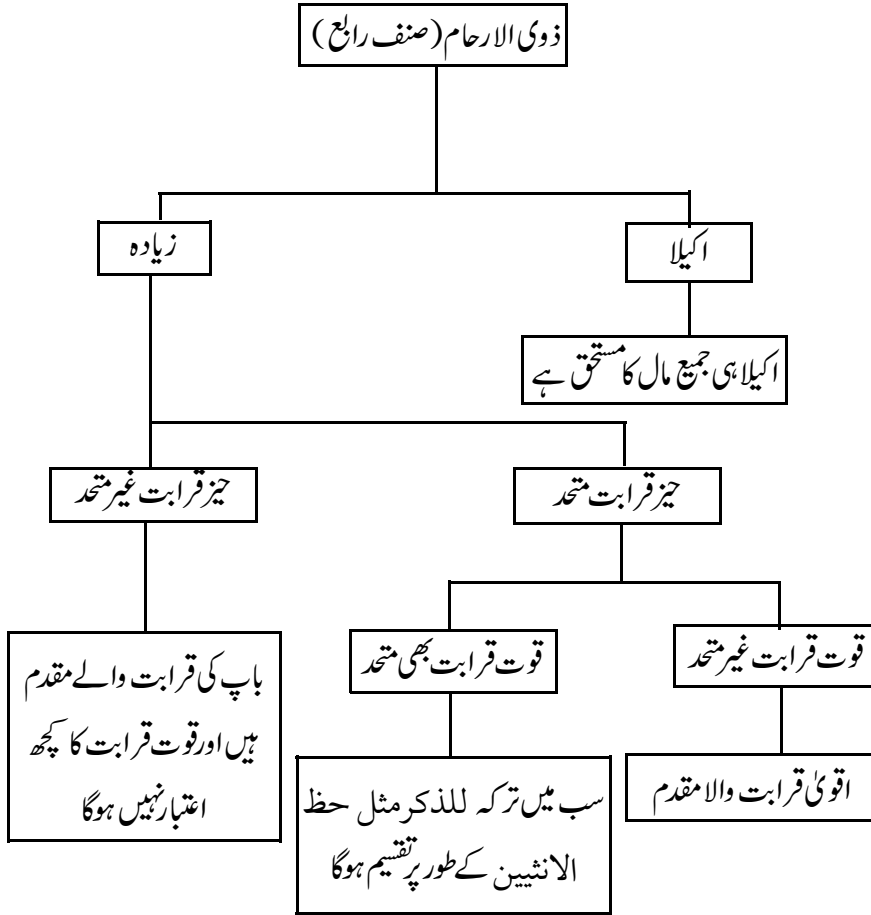 ذوی الارحام (صنف رابع)
اکیلا
زیادہ
اکیلا ہی جمیع مال کا مستحق ہے
حیز قرابت متحد
حیز قرابت غیر متحد
قوت قرابت غیر متحد
قوت قرابت بھی متحد
باپ کی قرابت والے مقدم
ہیں اور قوت قرابت کا کچھ
اعتبار نہیں ہوگا
اقویٰ قرابت والا مقدم
سب میں ترکہ للذکر مثل حظ
الانثیین کے طور پر تقسیم ہوگا